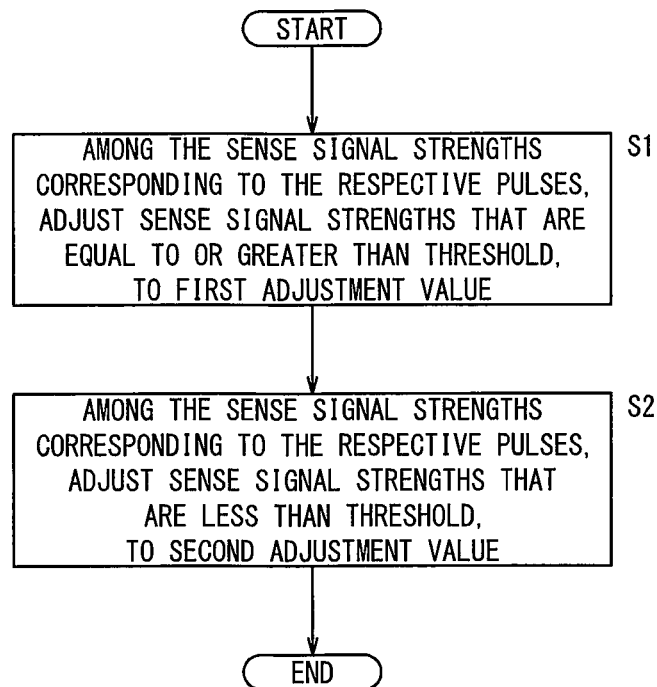 START
AMONG THE SENSE SIGNAL STRENGTHS
CORRESPONDING TO THE RESPECTIVE PULSES,
ADJUST SENSE SIGNAL STRENGTHS THAT ARE
EQUAL TO OR GREATER THAN THRESHOLD,
TO FIRST ADJUSTMENT VALUE
S1
AMONG THE SENSE SIGNAL STRENGTHS
CORRESPONDING TO THE RESPECTIVE PULSES,
ADJUST SENSE SIGNAL STRENGTHS THAT
ARE LESS THAN THRESHOLD,
TO SECOND ADJUSTMENT VALUE
S2
END